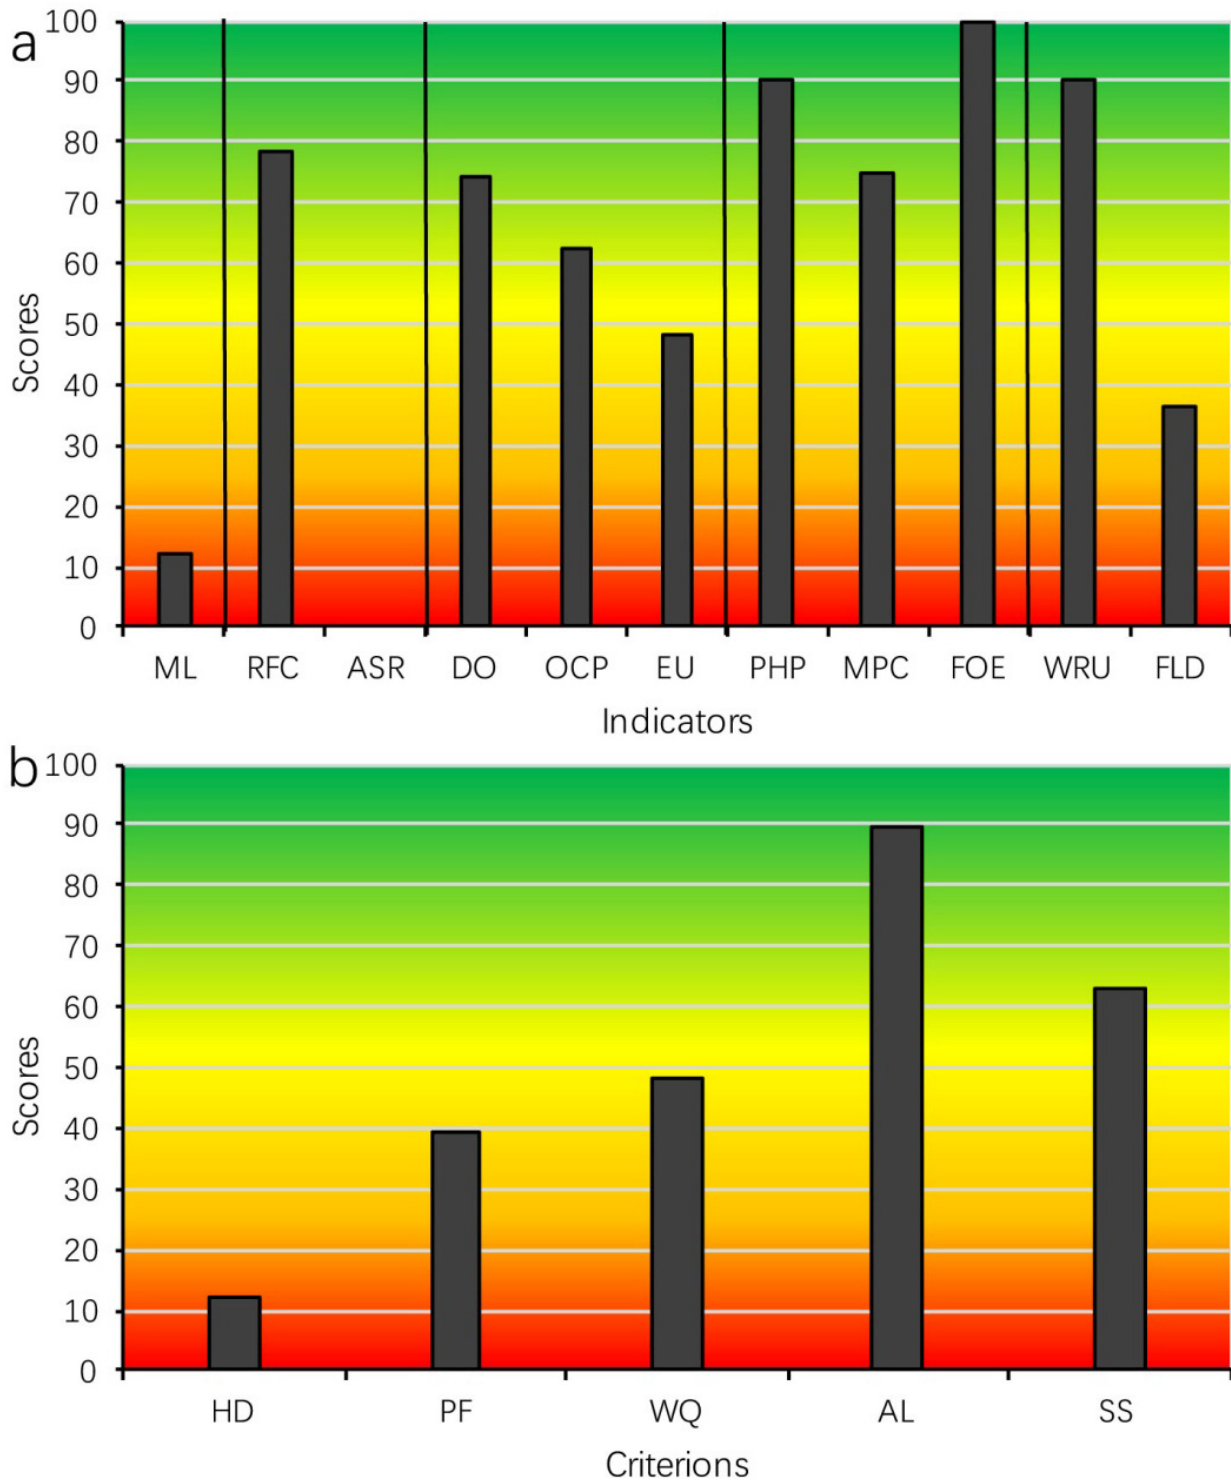 a
Scores
100
90
80
70
60
50
40
30
20
10
0
ML RFC ASR DO OCP EU PHP MPC FOE WRU FLD
Indicators
b
Scores
100
90
80
70
60
50
40
30
20
10
0
HD PF WQ AL SS
Criterions